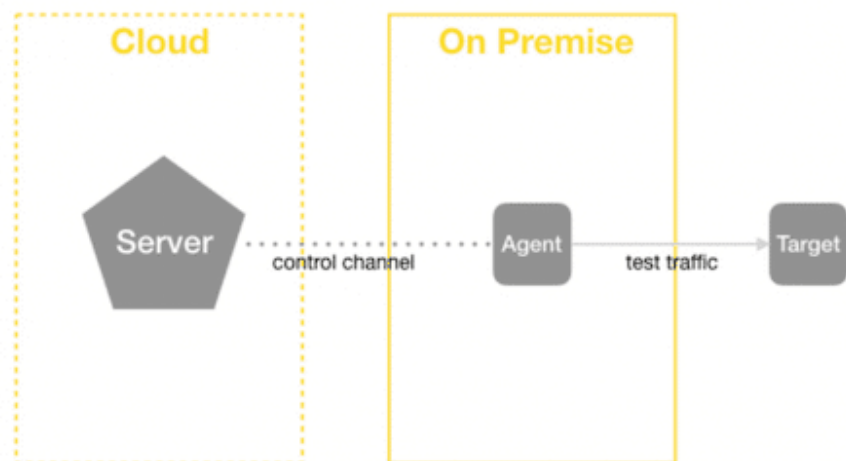 Cloud
On Premise
Server
control channel
Agent
test traffic
Target